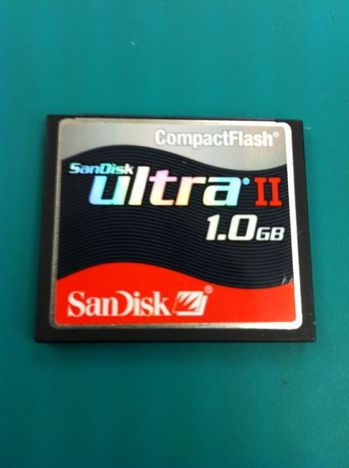 CompactFlash®
SanDisk
ultra® II
1.0GB
SanDisk®